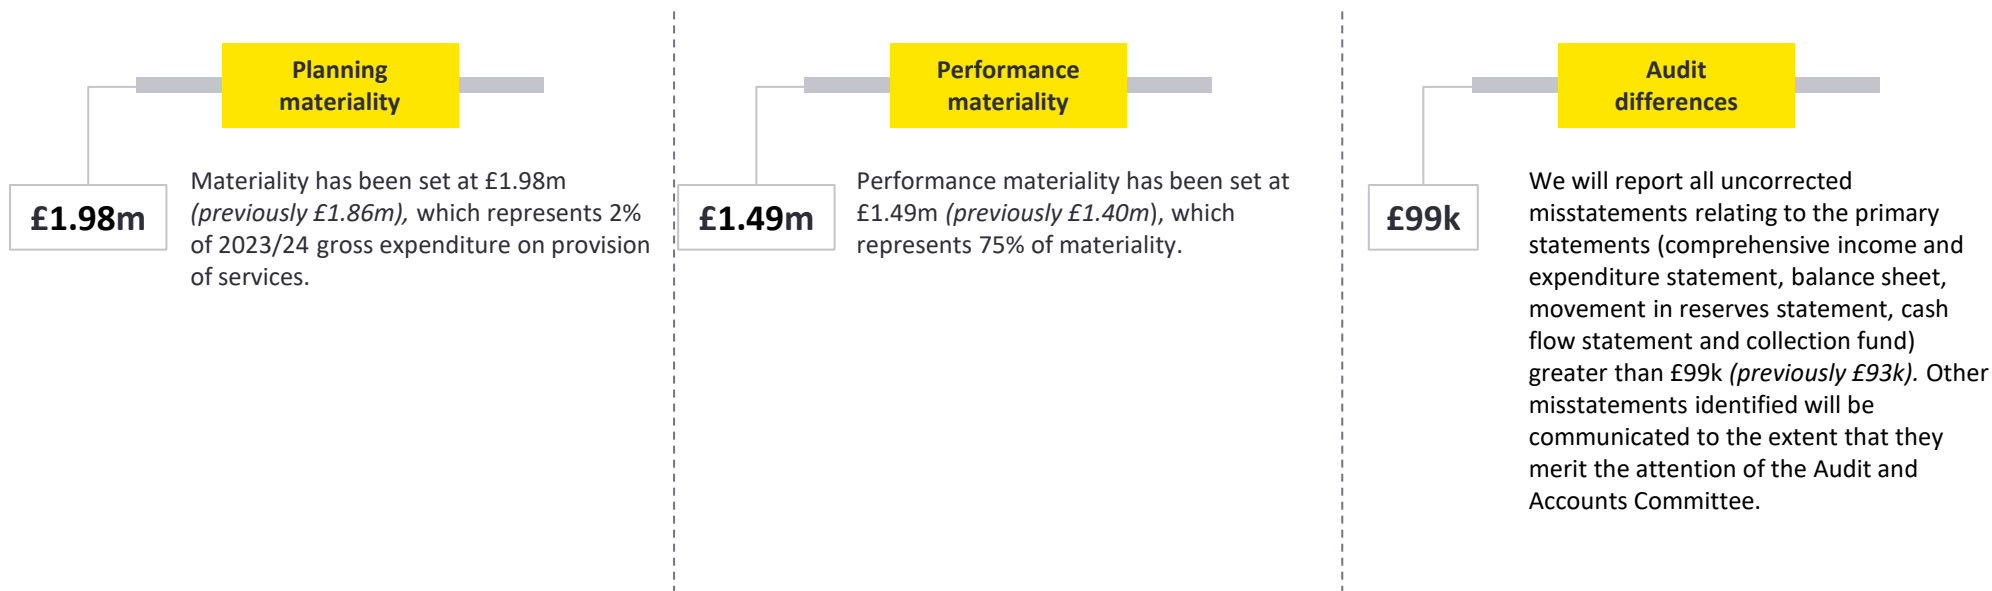 Planning
materiality
£1.98m
Materiality has been set at £1.98m
(previously £1.86m), which represents 2%
of 2023/24 gross expenditure on provision
of services.
Performance
materiality
£1.49m
Performance materiality has been set at
£1.49m (previously £1.40m), which
represents 75% of materiality.
Audit
differences
£99k
We will report all uncorrected
misstatements relating to the primary
statements (comprehensive income and
expenditure statement, balance sheet,
movement in reserves statement, cash
flow statement and collection fund)
greater than £99k (previously £93k). Other
misstatements identified will be
communicated to the extent that they
merit the attention of the Audit and
Accounts Committee.